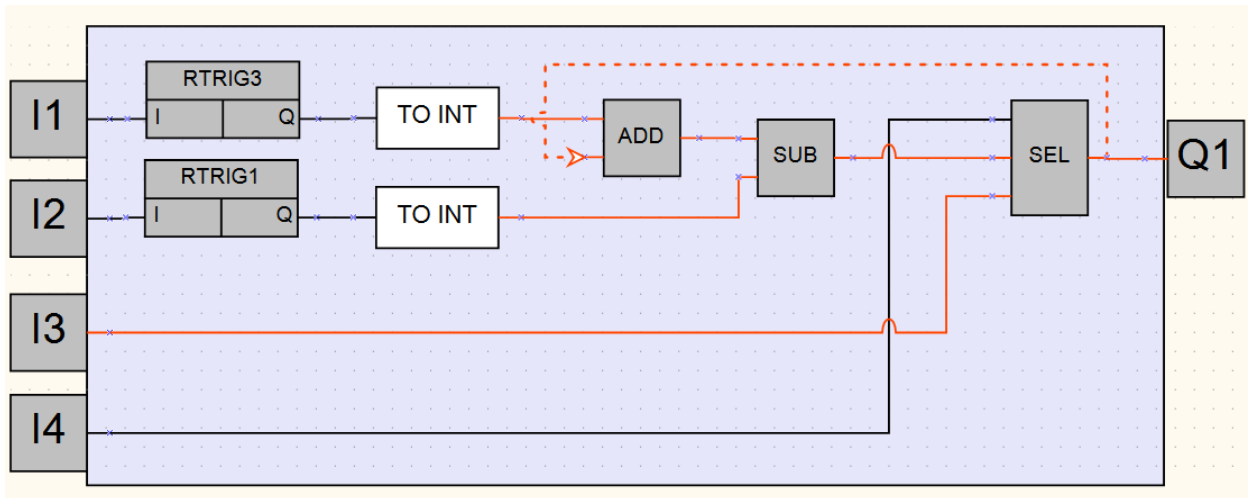 I1
RTRIG3
I Q
TO INT
ADD
SUB
SEL
Q1
I2
RTRIG1
I Q
TO INT
I3
I4